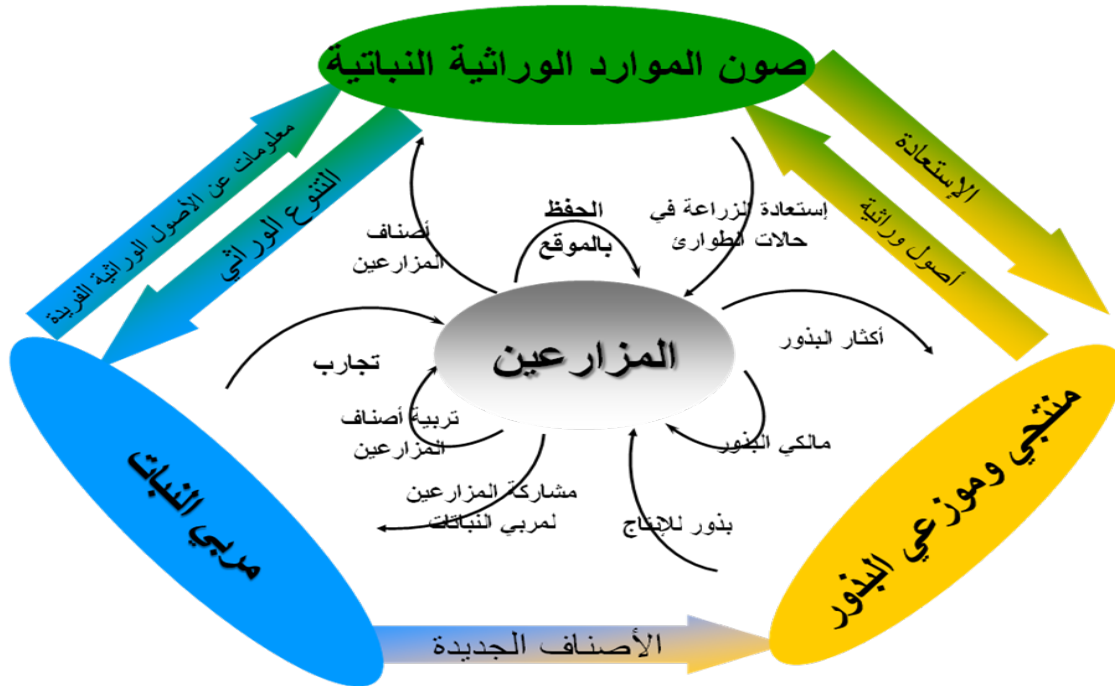 صون الموارد الوراثية النباتية
الإستعادة
أصول وراثية
معلومات عن الأصول الوراثية الفريدة
التنوع الوراثي
إستعادة لزراعة في
حالات الطوارئ
الحفظ
بالموقع
أصناف
المزارعين
أكثار البذور
المزارعين
تجارب
مالكي البذور
تربية أصناف
المزارعين
بذور للإنتاج
مشاركة المزارعين
لمربي النباتات
منتجي وموزعي البذور
مربي النبات
الأصناف الجديدة